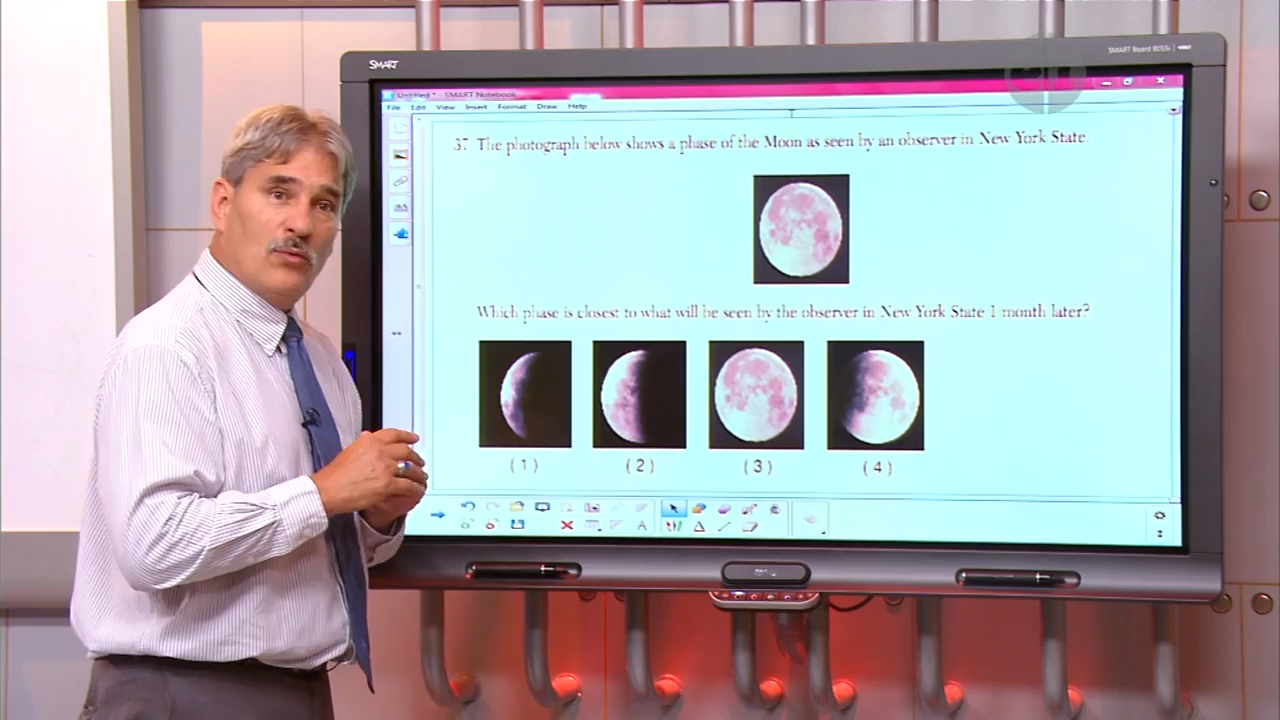 SMART
SMART Board 8055i
Untitled * - SMART Notebook
File Edit View Insert Format Draw Help
37 The photograph below shows a phase of the Moon as seen by an observer in New York State.
Which phase is closest to what will be seen by the observer in New York State 1 month later?
(1) (2) (3) (4)